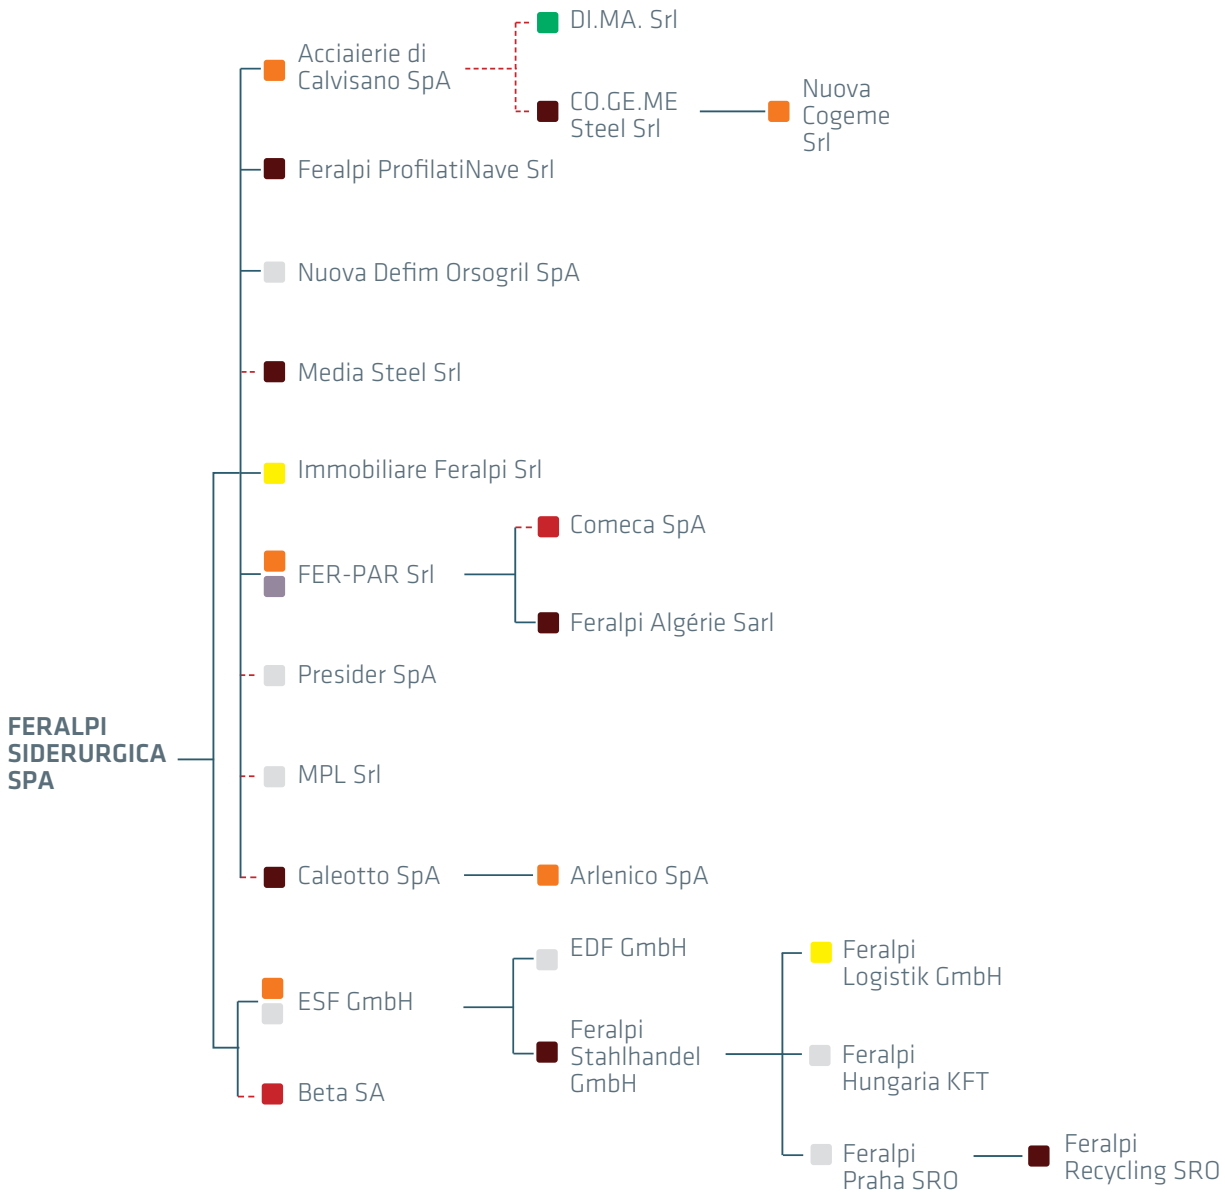 DI.MA. Srl
Acciaierie di
Calvisano SpA
CO.GE.ME
Steel Srl
Nuova
Cogeme
Srl
Feralpi ProfilatiNave Srl
Nuova Defim Orsogril SpA
Media Steel Srl
Immobiliare Feralpi Srl
Comeca SpA
FER-PAR Srl
Feralpi Algérie Sarl
Presider SpA
FERALPI
SIDERURGICA
SPA
MPL Srl
Caleotto SpA
Arlenico SpA
EDF GmbH
Feralpi
Logistik GmbH
ESF GmbH
Feralpi
Stahlhandel
GmbH
Feralpi
Hungaria KFT
Beta SA
Feralpi
Praha SRO
Feralpi
Recycling SRO